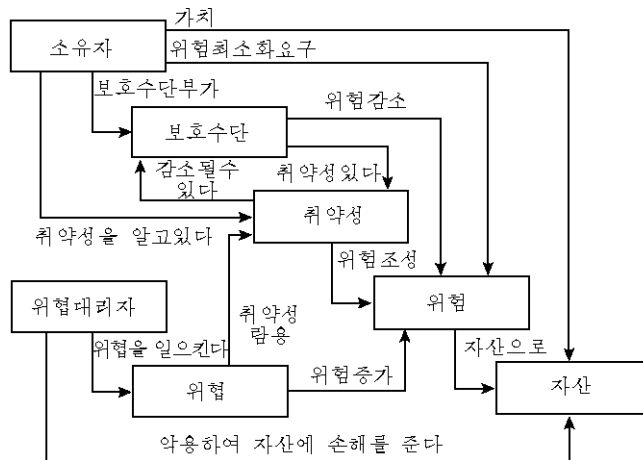 가치
소유자
위험최소화요구
보호수단부가
위험감소
보호수단
감소될수
있다
취약성있다
취약성
취약성을 알고있다
위험조성
위험
위협대리자
취약성
람용
위협을 일으킨다
자산으로
위협
위험증가
자산
악용하여 자산에 손해를 준다